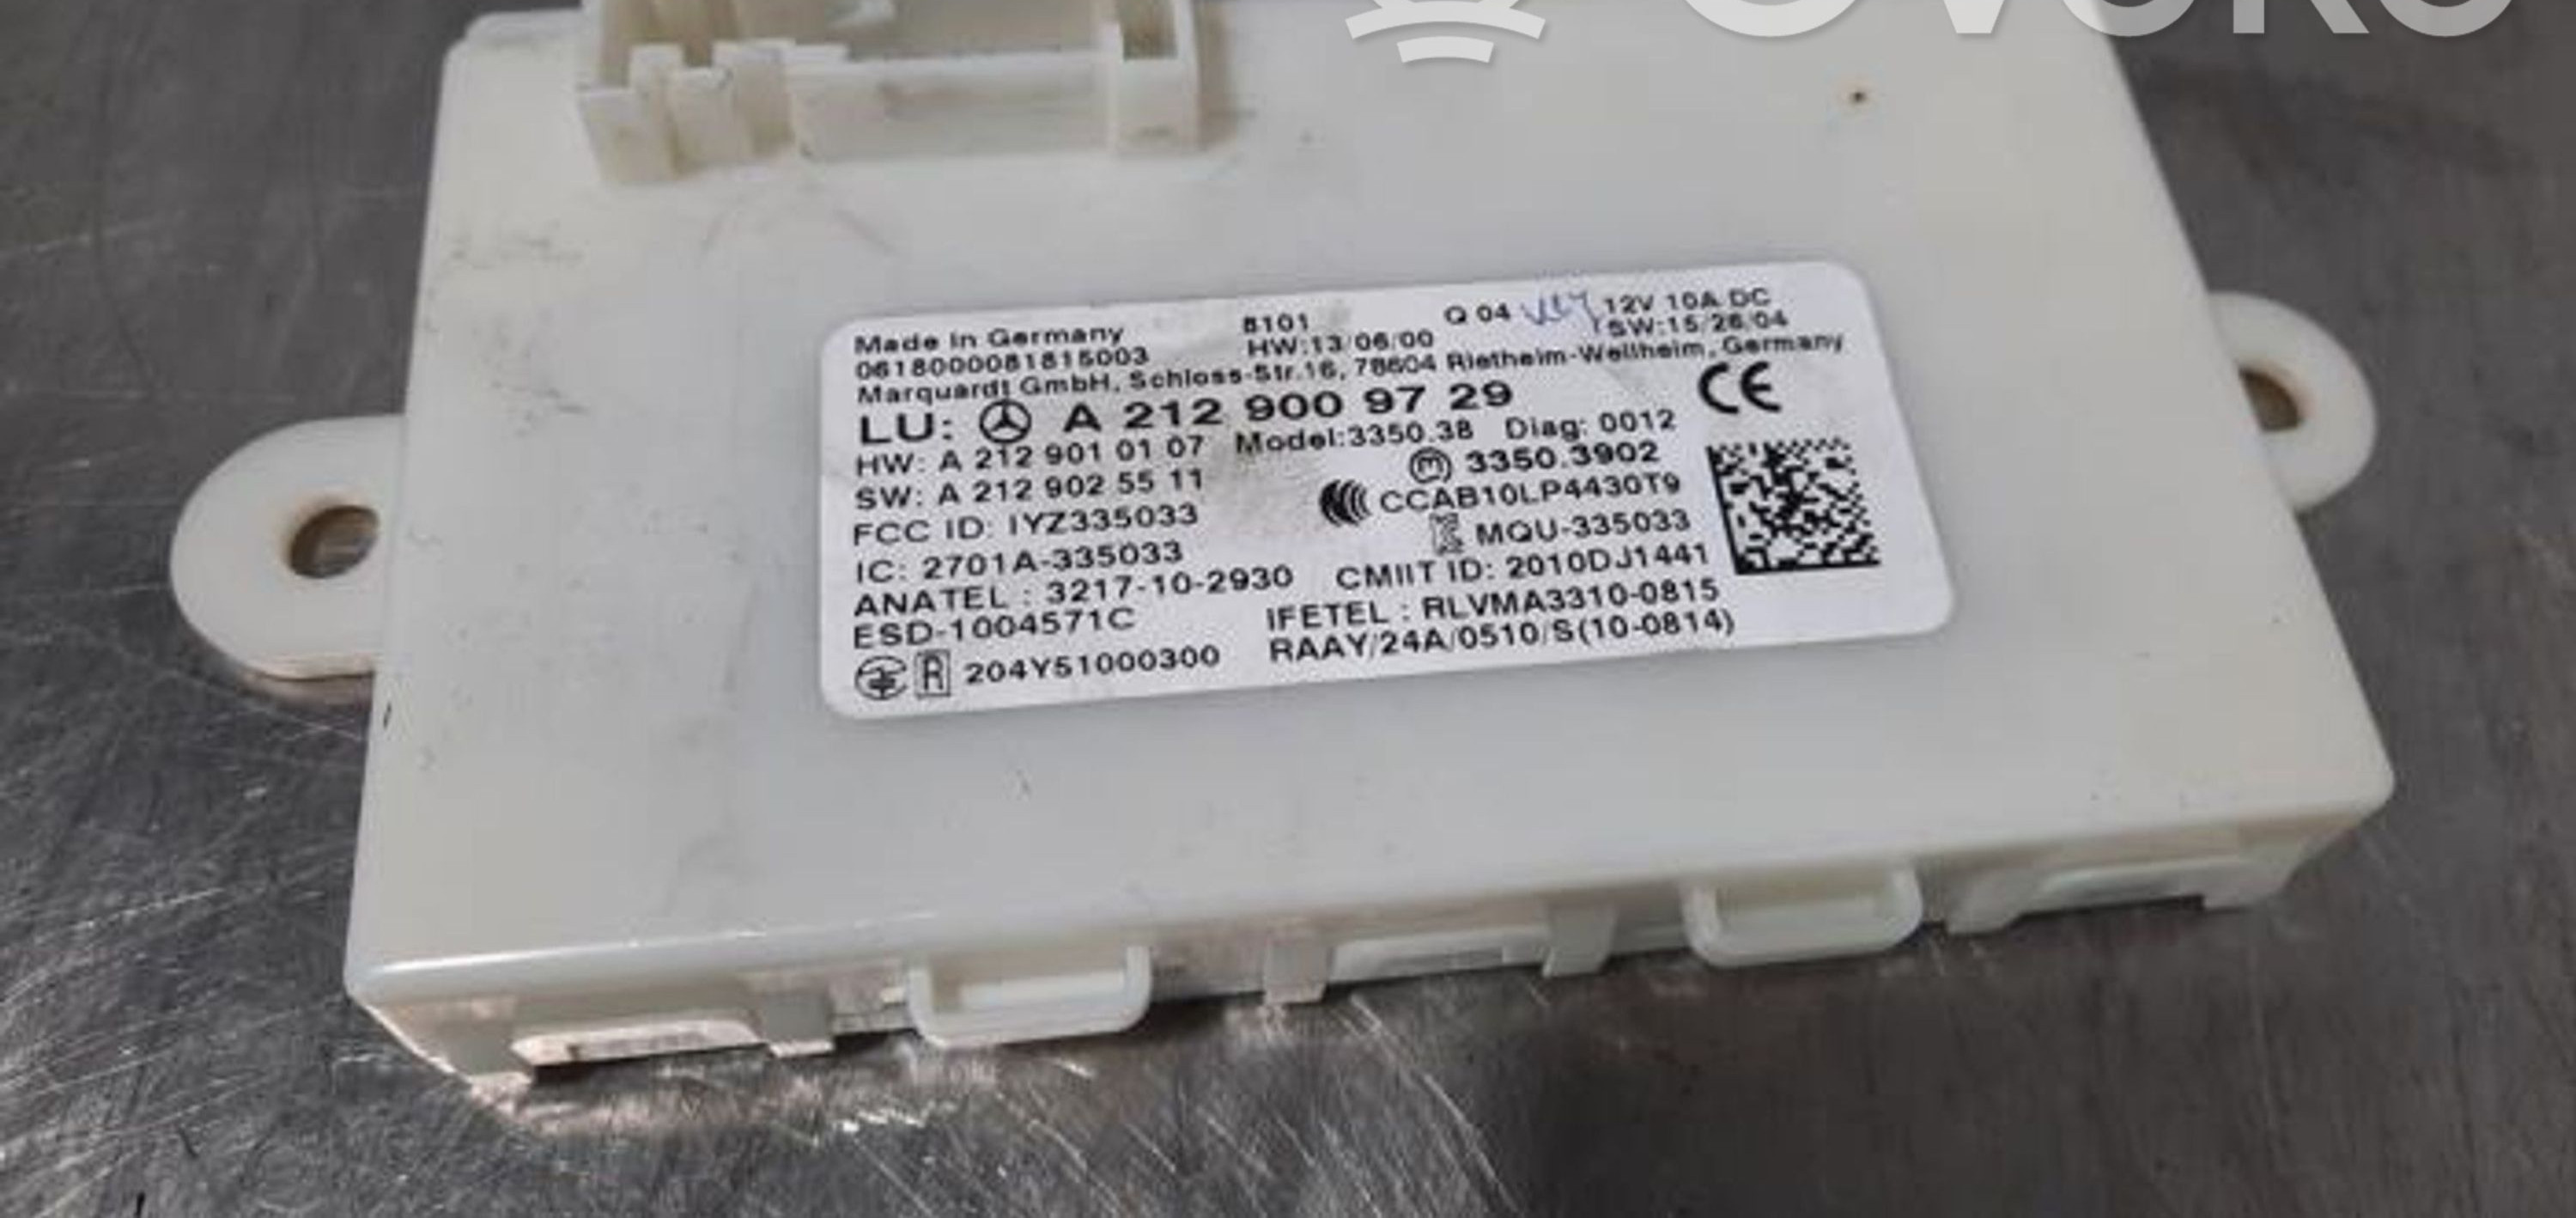 OVOKO
Made in Germany 8101 Q 04 12V 10A DC
0618000081815003 HW:13/06/00 SW:15/26/04
Marquardt GmbH, Schloss-Str.16, 78604 Rietheim-Weilheim, Germany
LU: A 212 900 97 29 CE
HW: A 212 901 01 07 Model:3350.38 Diag: 0012
SW: A 212 902 55 11 m 3350.3902
FCC ID: IYZ335033 CCAB10LP4430T9
IC: 2701A-335033 MQU-335033
ANATEL : 3217-10-2930 CMIIT ID: 2010DJ1441
ESD-1004571C IFETEL : RLVMA3310-0815
R 204Y51000300 RAAY/24A/0510/S(10-0814)